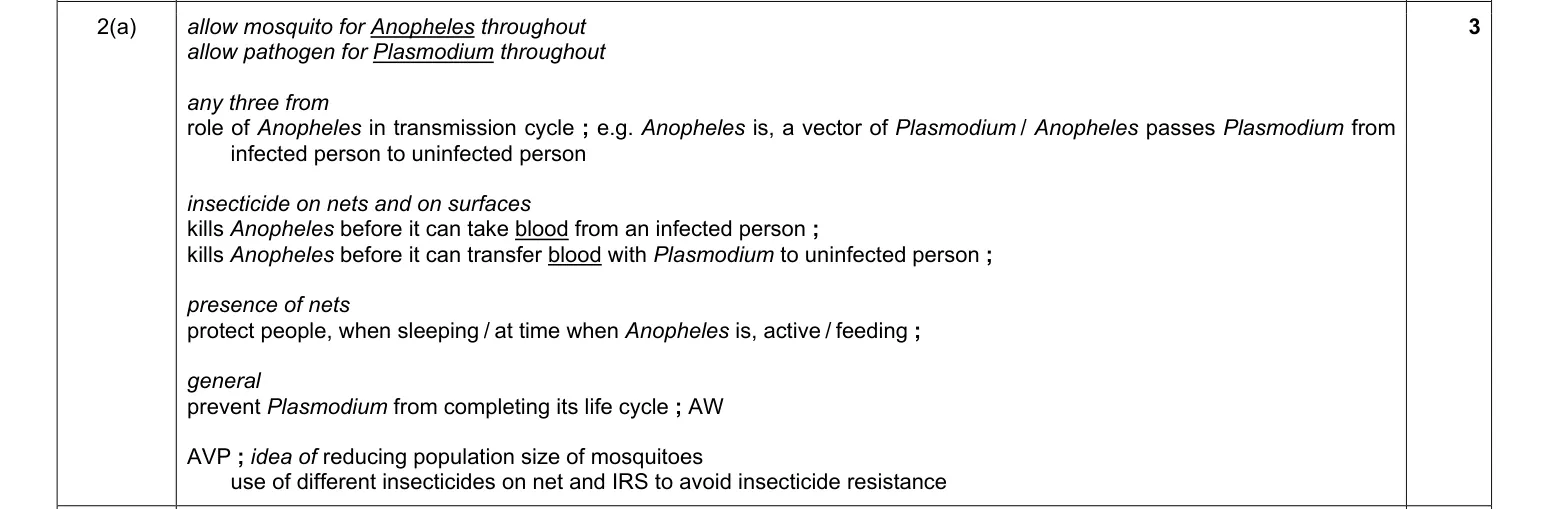 2(a) allow mosquito for Anopheles throughout 3
allow pathogen for Plasmodium throughout
any three from
role of Anopheles in transmission cycle ; e.g. Anopheles is, a vector of Plasmodium / Anopheles passes Plasmodium from
infected person to uninfected person
insecticide on nets and on surfaces
kills Anopheles before it can take blood from an infected person ;
kills Anopheles before it can transfer blood with Plasmodium to uninfected person ;
presence of nets
protect people, when sleeping / at time when Anopheles is, active / feeding ;
general
prevent Plasmodium from completing its life cycle ; AW
AVP ; idea of reducing population size of mosquitoes
use of different insecticides on net and IRS to avoid insecticide resistance